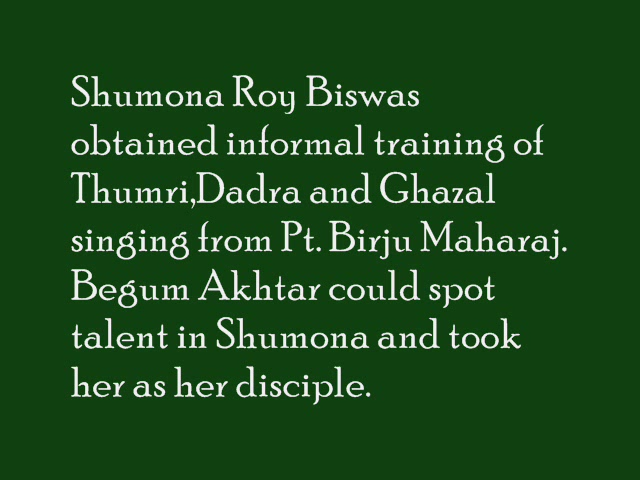 Shumona Roy Biswas
obtained informal training of
Thumri,Dadra and Ghazal
singing from Pt. Birju Maharaj.
Begum Akhtar could spot
talent in Shumona and took
her as her disciple.